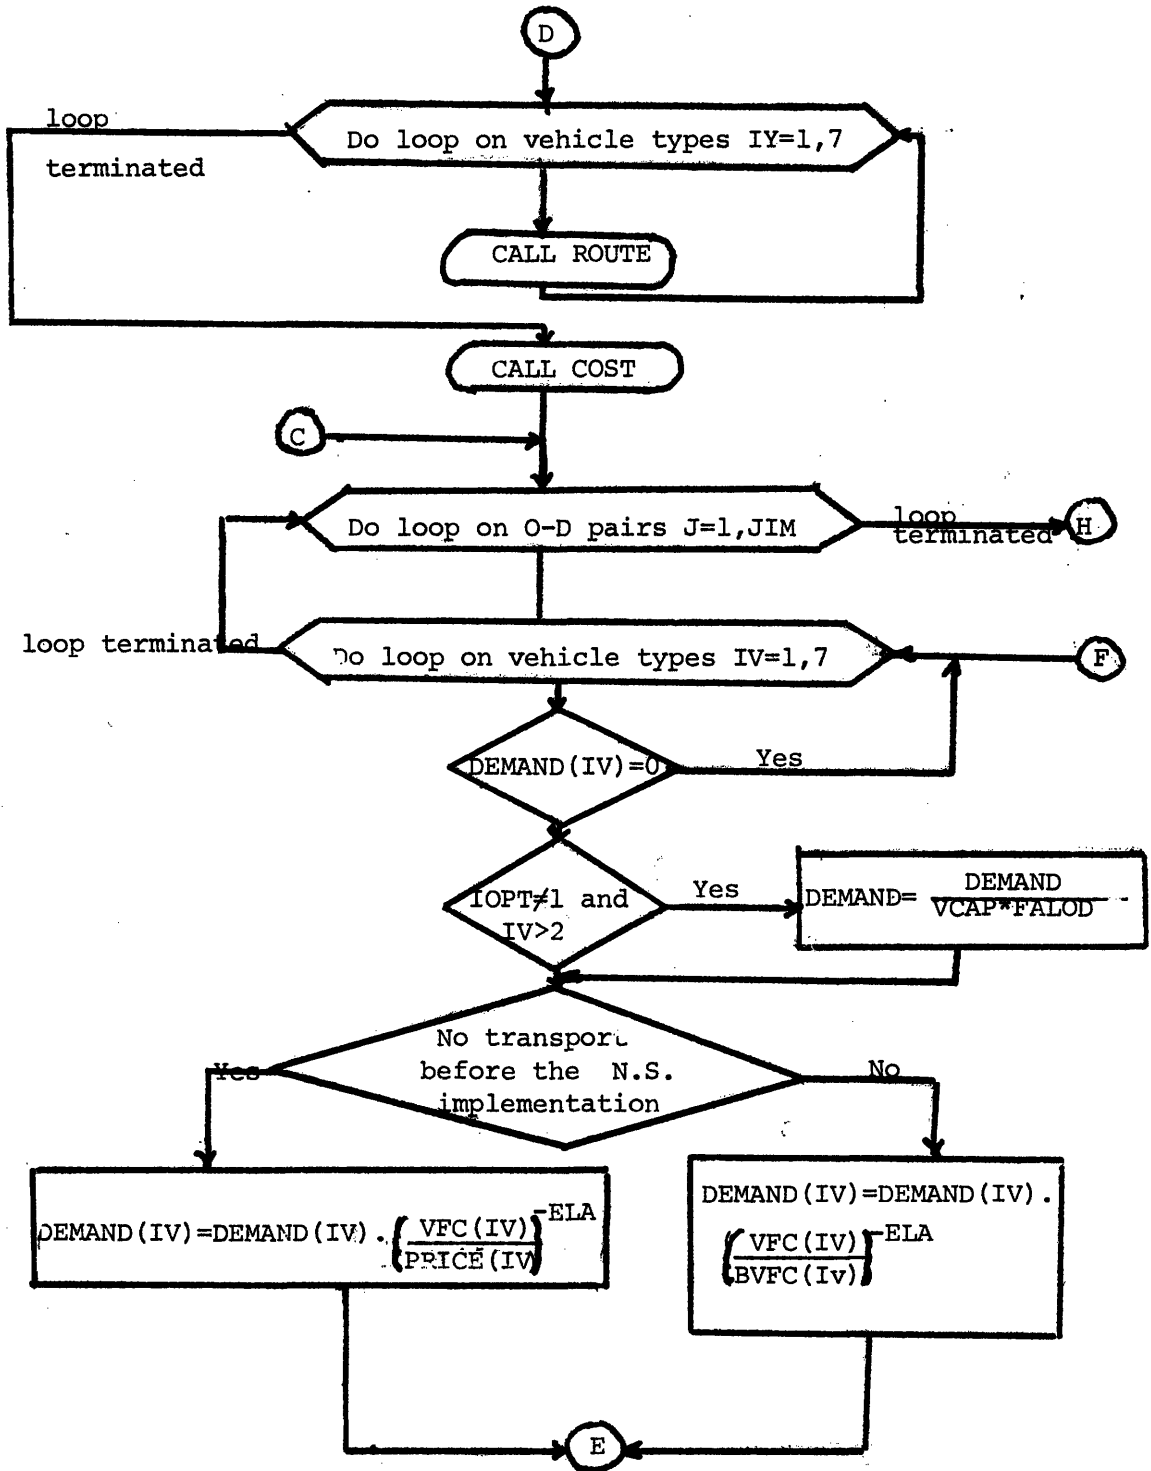 D
loop
terminated
Do loop on vehicle types IY=1,7
CALL ROUTE
CALL COST
C
Do loop on O-D pairs J=1,JIM
loop
terminated
H
loop terminated
Do loop on vehicle types IV=1,7
F
DEMAND(IV)=0
Yes
IOPT≠1 and
IV>2
Yes
DEMAND= DEMAND
VCAP*FALOD
No transport
before the N.S.
implementation
Yes
No
DEMAND(IV)=DEMAND(IV).(VFC(IV)
PRICE(IV)-ELA
DEMAND(IV)=DEMAND(IV).
(VFC(IV)
BVFC(Iv))-ELA
E